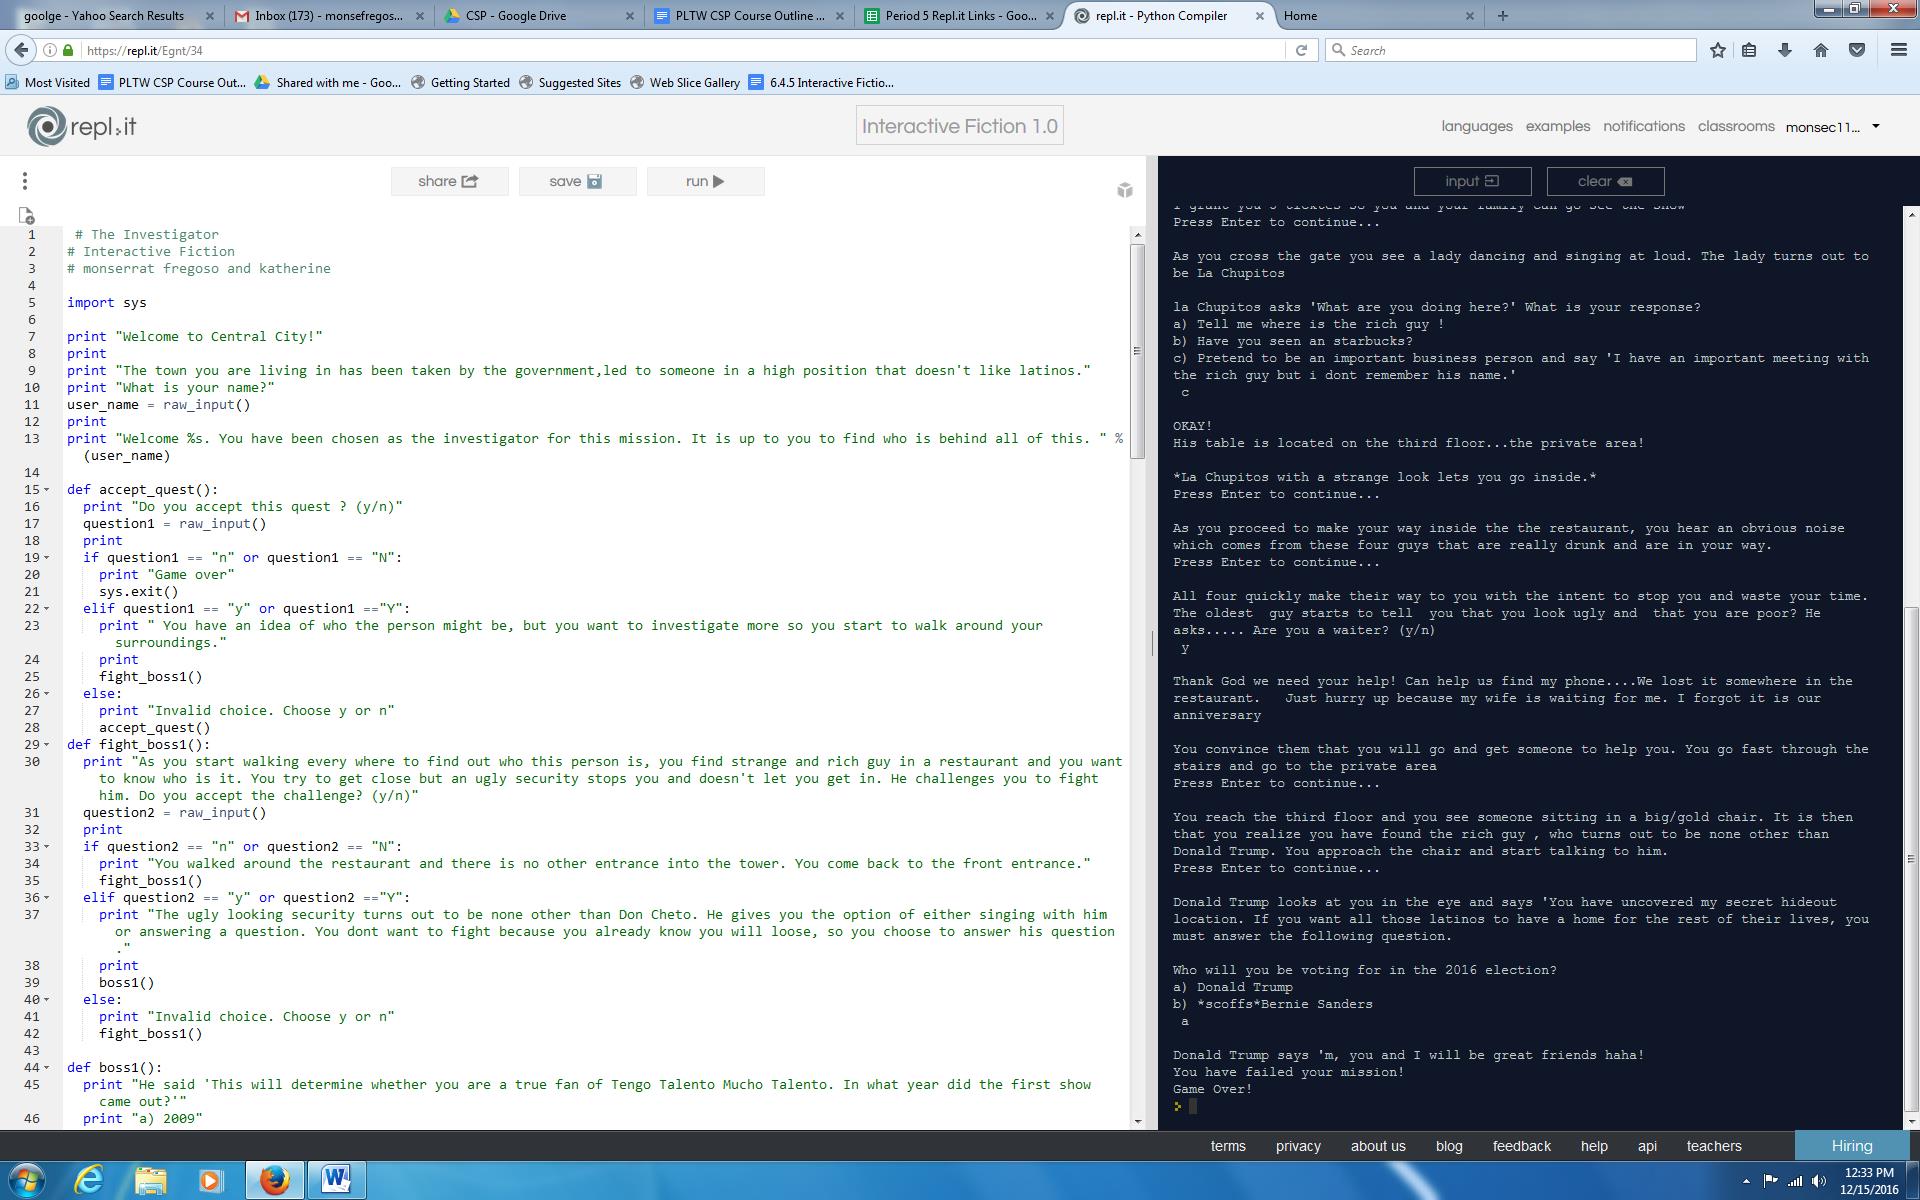 goolge - Yahoo Search Results
Inbox (173) - monsefregos...
CSP - Google Drive
PLTW CSP Course Outline ...
Period 5 Repl.it Links - Goo...
repl.it - Python Compiler
Home
https://repl.it/Egnt/34
Search
Most Visited
PLTW CSP Course Out...
Shared with me - Goo...
Getting Started
Suggested Sites
Web Slice Gallery
6.4.5 Interactive Fictio...
repl.it
Interactive Fiction 1.0
languages examples notifications classrooms monsec11...
share save run
input clear
1 # The Investigator
2 # Interactive Fiction
3 # monserrat fregoso and katherine
4
5 import sys
6
7 print "Welcome to Central City!"
8 print
9 print "The town you are living in has been taken by the government,led to someone in a high position that doesn't like latinos."
10 print "What is your name?"
11 user_name = raw_input()
12 print
13 print "Welcome %s. You have been chosen as the investigator for this mission. It is up to you to find who is behind all of this. " %
(user_name)
14
15 def accept_quest():
16 print "Do you accept this quest ? (y/n)"
17 question1 = raw_input()
18 print
19 if question1 == "n" or question1 == "N":
20 print "Game over"
21 sys.exit()
22 elif question1 == "y" or question1 =="Y":
23 print " You have an idea of who the person might be, but you want to investigate more so you start to walk around your
surroundings."
24 print
25 fight_boss1()
26 else:
27 print "Invalid choice. Choose y or n"
28 accept_quest()
29 def fight_boss1():
30 print "As you start walking every where to find out who this person is, you find strange and rich guy in a restaurant and you want
to know who is it. You try to get close but an ugly security stops you and doesn't let you get in. He challenges you to fight
him. Do you accept the challenge? (y/n)"
31 question2 = raw_input()
32 print
33 if question2 == "n" or question2 == "N":
34 print "You walked around the restaurant and there is no other entrance into the tower. You come back to the front entrance."
35 fight_boss1()
36 elif question2 == "y" or question2 =="Y":
37 print "The ugly looking security turns out to be none other than Don Cheto. He gives you the option of either singing with him
or answering a question. You dont want to fight because you already know you will loose, so you choose to answer his question
."
38 print
39 boss1()
40 else:
41 print "Invalid choice. Choose y or n"
42 fight_boss1()
43
44 def boss1():
45 print "He said 'This will determine whether you are a true fan of Tengo Talento Mucho Talento. In what year did the first show
came out?'"
46 print "a) 2009"
I grant you 5 ticktes so you and your family can go see the show
Press Enter to continue...
As you cross the gate you see a lady dancing and singing at loud. The lady turns out to
be La Chupitos
la Chupitos asks 'What are you doing here?' What is your response?
a) Tell me where is the rich guy !
b) Have you seen an starbucks?
c) Pretend to be an important business person and say 'I have an important meeting with
the rich guy but i dont remember his name.'
c
OKAY!
His table is located on the third floor...the private area!
*La Chupitos with a strange look lets you go inside.*
Press Enter to continue...
As you proceed to make your way inside the the restaurant, you hear an obvious noise
which comes from these four guys that are really drunk and are in your way.
Press Enter to continue...
All four quickly make their way to you with the intent to stop you and waste your time.
The oldest guy starts to tell you that you look ugly and that you are poor? He
asks..... Are you a waiter? (y/n)
y
Thank God we need your help! Can help us find my phone....We lost it somewhere in the
restaurant. Just hurry up because my wife is waiting for me. I forgot it is our
anniversary
You convince them that you will go and get someone to help you. You go fast through the
stairs and go to the private area
Press Enter to continue...
You reach the third floor and you see someone sitting in a big/gold chair. It is then
that you realize you have found the rich guy , who turns out to be none other than
Donald Trump. You approach the chair and start talking to him.
Press Enter to continue...
Donald Trump looks at you in the eye and says 'You have uncovered my secret hideout
location. If you want all those latinos to have a home for the rest of their lives, you
must answer the following question.
Who will you be voting for in the 2016 election?
a) Donald Trump
b) *scoffs*Bernie Sanders
a
Donald Trump says 'm, you and I will be great friends haha!
You have failed your mission!
Game Over!
terms privacy about us blog feedback help api teachers Hiring
12:33 PM
12/15/2016